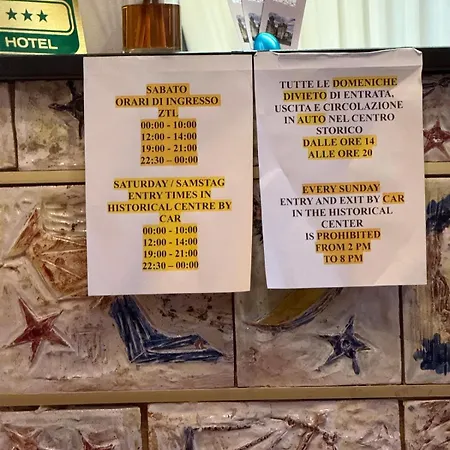 HOTEL
SABATO
ORARI DI INGRESSO
ZTL
00:00 - 10:00
12:00 - 14:00
19:00 - 21:00
22:30 – 00:00
SATURDAY / SAMSTAG
ENTRY TIMES IN
HISTORICAL CENTRE BY
CAR
00:00 - 10:00
12:00 - 14:00
19:00 - 21:00
22:30 – 00:00
TUTTE LE DOMENICHE
DIVIETO DI ENTRATA,
USCITA E CIRCOLAZIONE
IN AUTO NEL CENTRO
STORICO
DALLE ORE 14
ALLE ORE 20
EVERY SUNDAY
ENTRY AND EXIT BY CAR
IN THE HISTORICAL
CENTER
IS PROHIBITED
FROM 2 PM
TO 8 PM